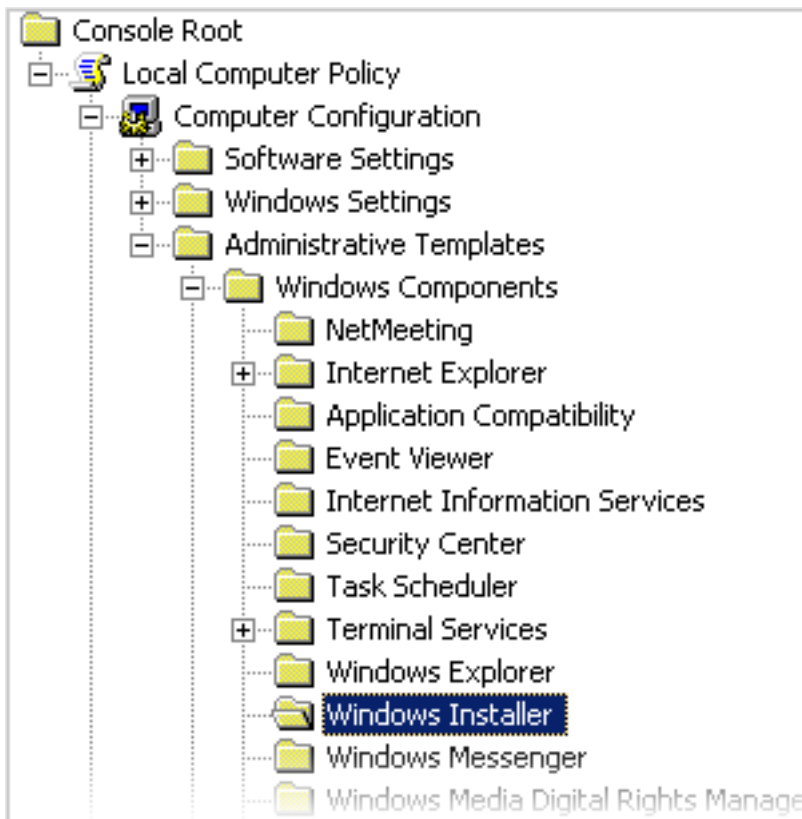 Console Root
Local Computer Policy
Computer Configuration
Software Settings
Windows Settings
Administrative Templates
Windows Components
NetMeeting
Internet Explorer
Application Compatibility
Event Viewer
Internet Information Services
Security Center
Task Scheduler
Terminal Services
Windows Explorer
Windows Installer
Windows Messenger
Windows Media Digital Rights Manage